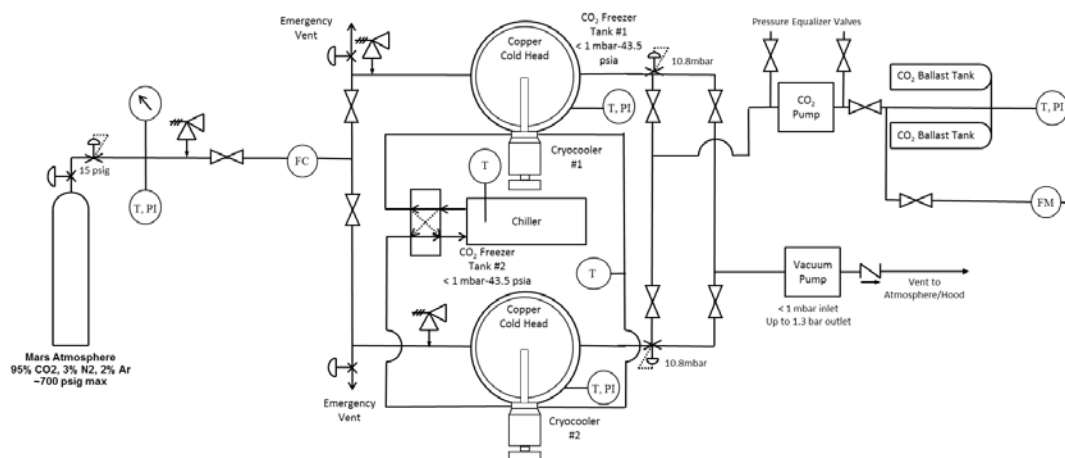 Emergency
Vent
CO₂ Freezer
Tank #1
< 1 mbar-43.5
psia
Copper
Cold Head
10.8mbar
T, PI
Cryocooler
#1
Pressure Equalizer Valves
CO₂
Pump
CO₂ Ballast Tank
CO₂ Ballast Tank
T, PI
FM
15 psig
T, PI
FC
T
Chiller
CO₂ Freezer
Tank #2
< 1 mbar-43.5 psia
T
Vacuum
Pump
< 1 mbar inlet
Up to 1.3 bar outlet
Vent to
Atmosphere/Hood
Copper
Cold Head
10.8mbar
T, PI
Cryocooler
#2
Emergency
Vent
Mars Atmosphere
95% CO2, 3% N2, 2% Ar
~700 psig max